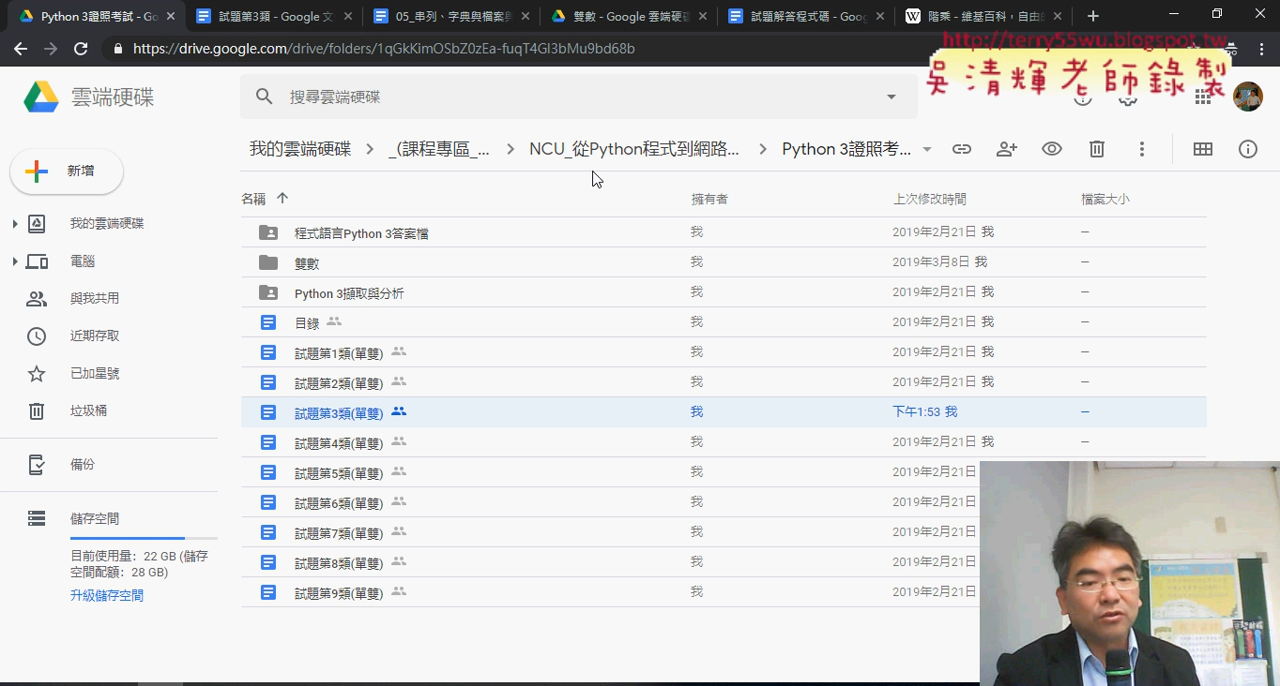 Python 3證照考試 - Go
試題第3類 - Google 文
05_串列、字典與檔案與
雙數 - Google 雲端硬碟
試題解答程式碼 - Goog
階乘 - 維基百科，自由的
https://drive.google.com/drive/folders/1qGkKimOSbZ0zEa-fuqT4GI3bMu9bd68b
http://terry55wu.blogspot.tw
吳清輝老師錄製
雲端硬碟
搜尋雲端硬碟
新增
我的雲端硬碟 > _(課程專區_... > NCU_從Python程式到網路... > Python 3證照考...
名稱 擁有者 上次修改時間 檔案大小
我的雲端硬碟
電腦
與我共用
近期存取
已加星號
垃圾桶
備份
儲存空間
目前使用量：22 GB (儲存
空間配額：28 GB)
升級儲存空間
程式語言Python 3答案檔 我 2019年2月21日 我 –
雙數 我 2019年3月8日 我 –
Python 3擷取與分析 我 2019年2月21日 我 –
目錄 我 2019年2月21日 我 –
試題第1類(單雙) 我 2019年2月21日 我 –
試題第2類(單雙) 我 2019年2月21日 我 –
試題第3類(單雙) 我 下午1:53 我 –
試題第4類(單雙) 我 2019年2月21日 我 –
試題第5類(單雙) 我 2019年2月21日
試題第6類(單雙) 我 2019年2月21日
試題第7類(單雙) 我 2019年2月21日
試題第8類(單雙) 我 2019年2月21日
試題第9類(單雙) 我 2019年2月21日